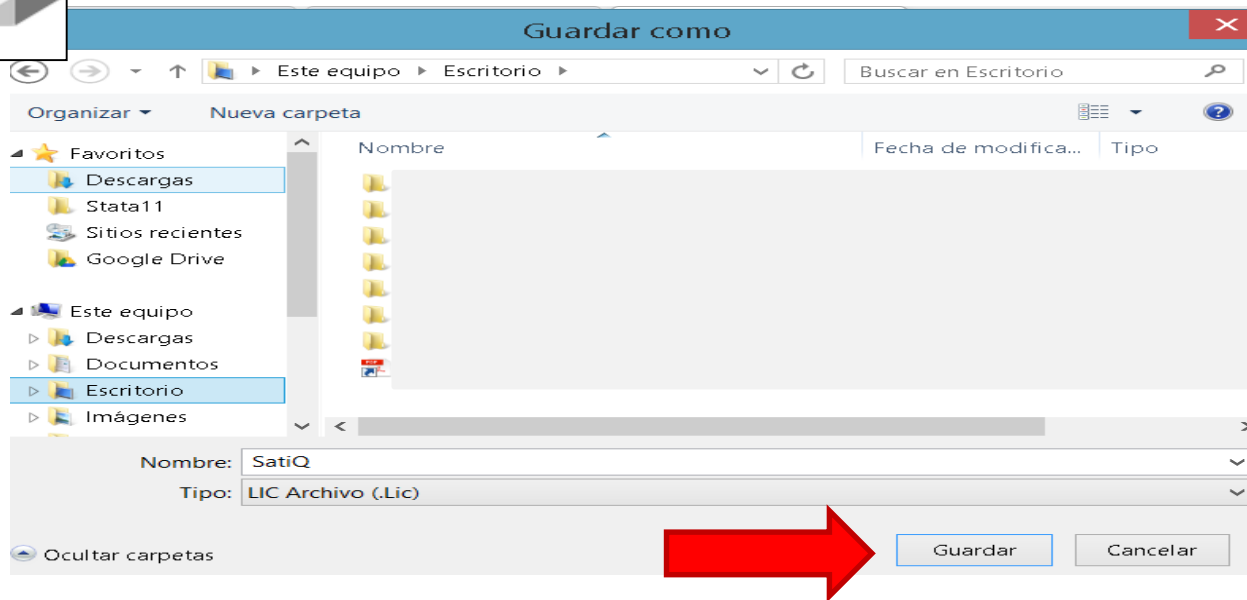 Guardar como
Este equipo Escritorio
Buscar en Escritorio
Organizar
Nueva carpeta
Favoritos
Descargas
Stata11
Sitios recientes
Google Drive
Este equipo
Descargas
Documentos
Escritorio
Imágenes
Nombre
Fecha de modifica...
Tipo
PDF
Nombre: SatiQ
Tipo: LIC Archivo (.Lic)
Ocultar carpetas
Guardar
Cancelar